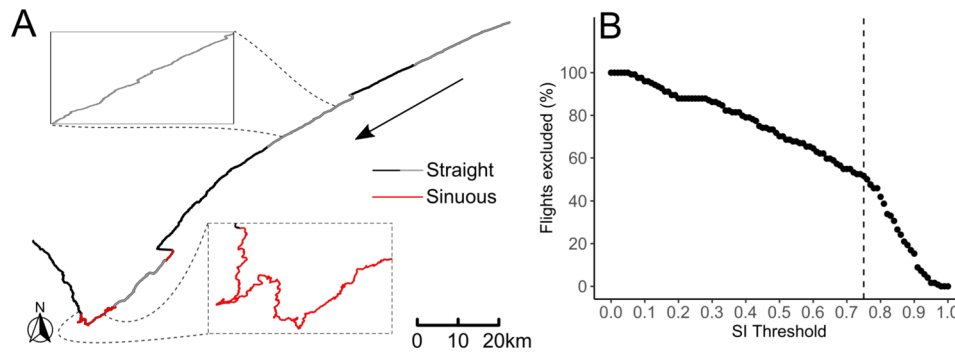 A
N
Straight
Sinuous
0 10 20km
B
Flights excluded (%)
100
80
60
40
20
0
0.0 0.1 0.2 0.3 0.4 0.5 0.6 0.7 0.8 0.9 1.0
SI Threshold